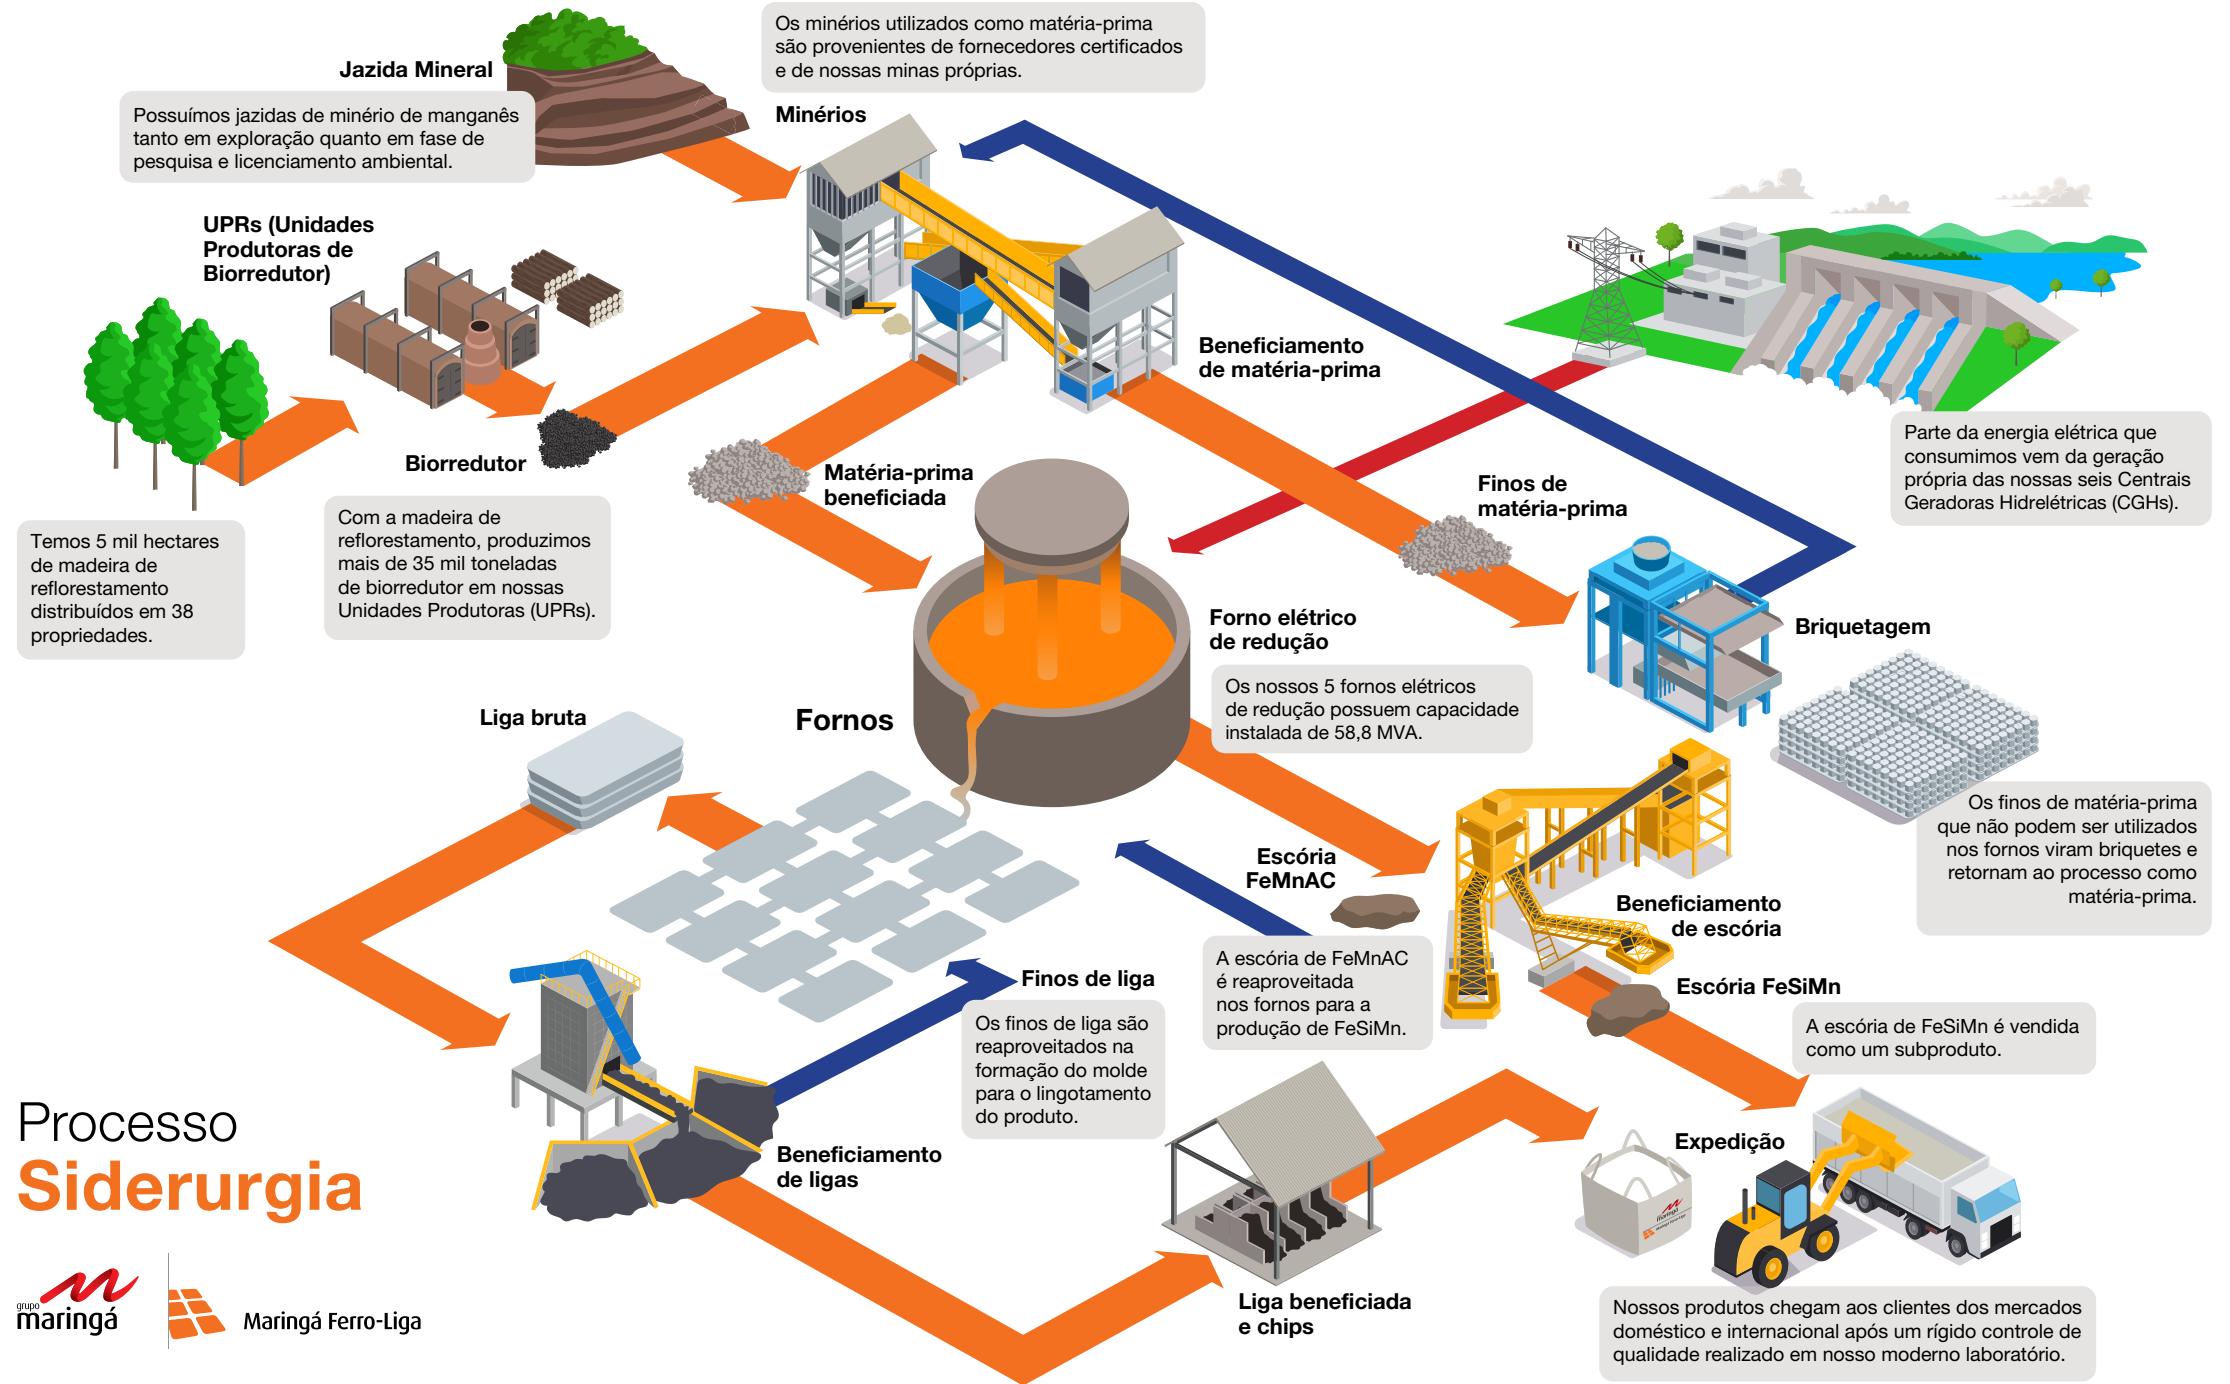 Jazida Mineral
Possuímos jazidas de minério de manganês
tanto em exploração quanto em fase de
pesquisa e licenciamento ambiental.
Os minérios utilizados como matéria-prima
são provenientes de fornecedores certificados
e de nossas minas próprias.
Minérios
UPRs (Unidades
Produtoras de
Biorredutor)
Biorredutor
Temos 5 mil hectares
de madeira de
reflorestamento
distribuídos em 38
propriedades.
Com a madeira de
reflorestamento, produzimos
mais de 35 mil toneladas
de biorredutor em nossas
Unidades Produtoras (UPRs).
Beneficiamento
de matéria-prima
Matéria-prima
beneficiada
Finos de
matéria-prima
Parte da energia elétrica que
consumimos vem da geração
própria das nossas seis Centrais
Geradoras Hidrelétricas (CGHs).
Forno elétrico
de redução
Os nossos 5 fornos elétricos
de redução possuem capacidade
instalada de 58,8 MVA.
Fornos
Briquetagem
Os finos de matéria-prima
que não podem ser utilizados
nos fornos viram briquetes e
retornam ao processo como
matéria-prima.
Liga bruta
Escória
FeMnAC
A escória de FeMnAC
é reaproveitada
nos fornos para a
produção de FeSiMn.
Beneficiamento
de escória
Escória FeSiMn
A escória de FeSiMn é vendida
como um subproduto.
Finos de liga
Os finos de liga são
reaproveitados na
formação do molde
para o lingotamento
do produto.
Beneficiamento
de ligas
Liga beneficiada
e chips
Expedição
maringá
Maringá Ferro-Liga
Nossos produtos chegam aos clientes dos mercados
doméstico e internacional após um rígido controle de
qualidade realizado em nosso moderno laboratório.
Processo
Siderurgia
grupo
maringá
Maringá Ferro-Liga